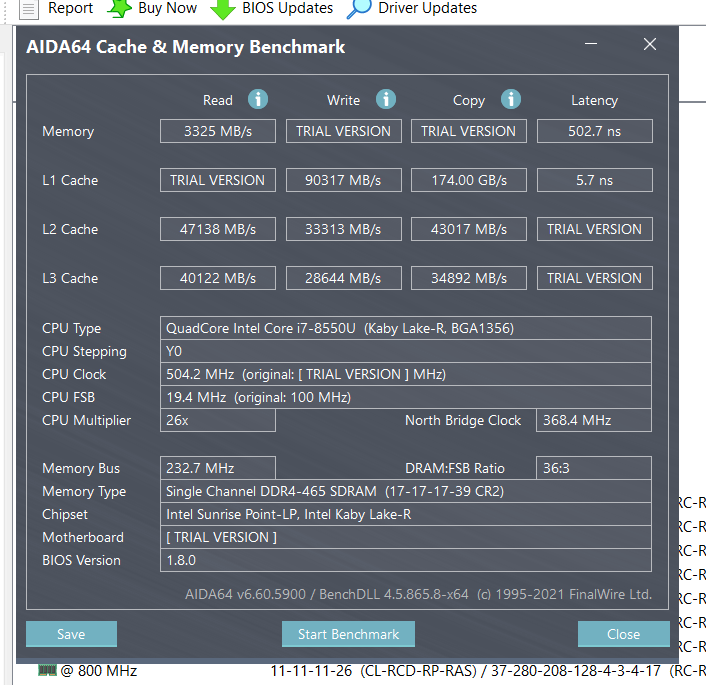 Report Buy Now BIOS Updates Driver Updates
AIDA64 Cache & Memory Benchmark
Read Write Copy Latency
Memory 3325 MB/s TRIAL VERSION TRIAL VERSION 502.7 ns
L1 Cache TRIAL VERSION 90317 MB/s 174.00 GB/s 5.7 ns
L2 Cache 47138 MB/s 33313 MB/s 43017 MB/s TRIAL VERSION
L3 Cache 40122 MB/s 28644 MB/s 34892 MB/s TRIAL VERSION
CPU Type QuadCore Intel Core i7-8550U (Kaby Lake-R, BGA1356)
CPU Stepping Y0
CPU Clock 504.2 MHz (original: [ TRIAL VERSION ] MHz)
CPU FSB 19.4 MHz (original: 100 MHz)
CPU Multiplier 26x North Bridge Clock 368.4 MHz
Memory Bus 232.7 MHz DRAM:FSB Ratio 36:3
Memory Type Single Channel DDR4-465 SDRAM (17-17-17-39 CR2)
RC-R
Chipset Intel Sunrise Point-LP, Intel Kaby Lake-R
RC-R
Motherboard [ TRIAL VERSION ]
RC-R
BIOS Version 1.8.0
RC-R
AIDA64 v6.60.5900 / BenchDLL 4.5.865.8-x64 (c) 1995-2021 FinalWire Ltd.
RC-R
Save Start Benchmark Close
RC-R
@ 800 MHz 11-11-11-26 (CL-RCD-RP-RAS) / 37-280-208-128-4-3-4-17 (RC-R